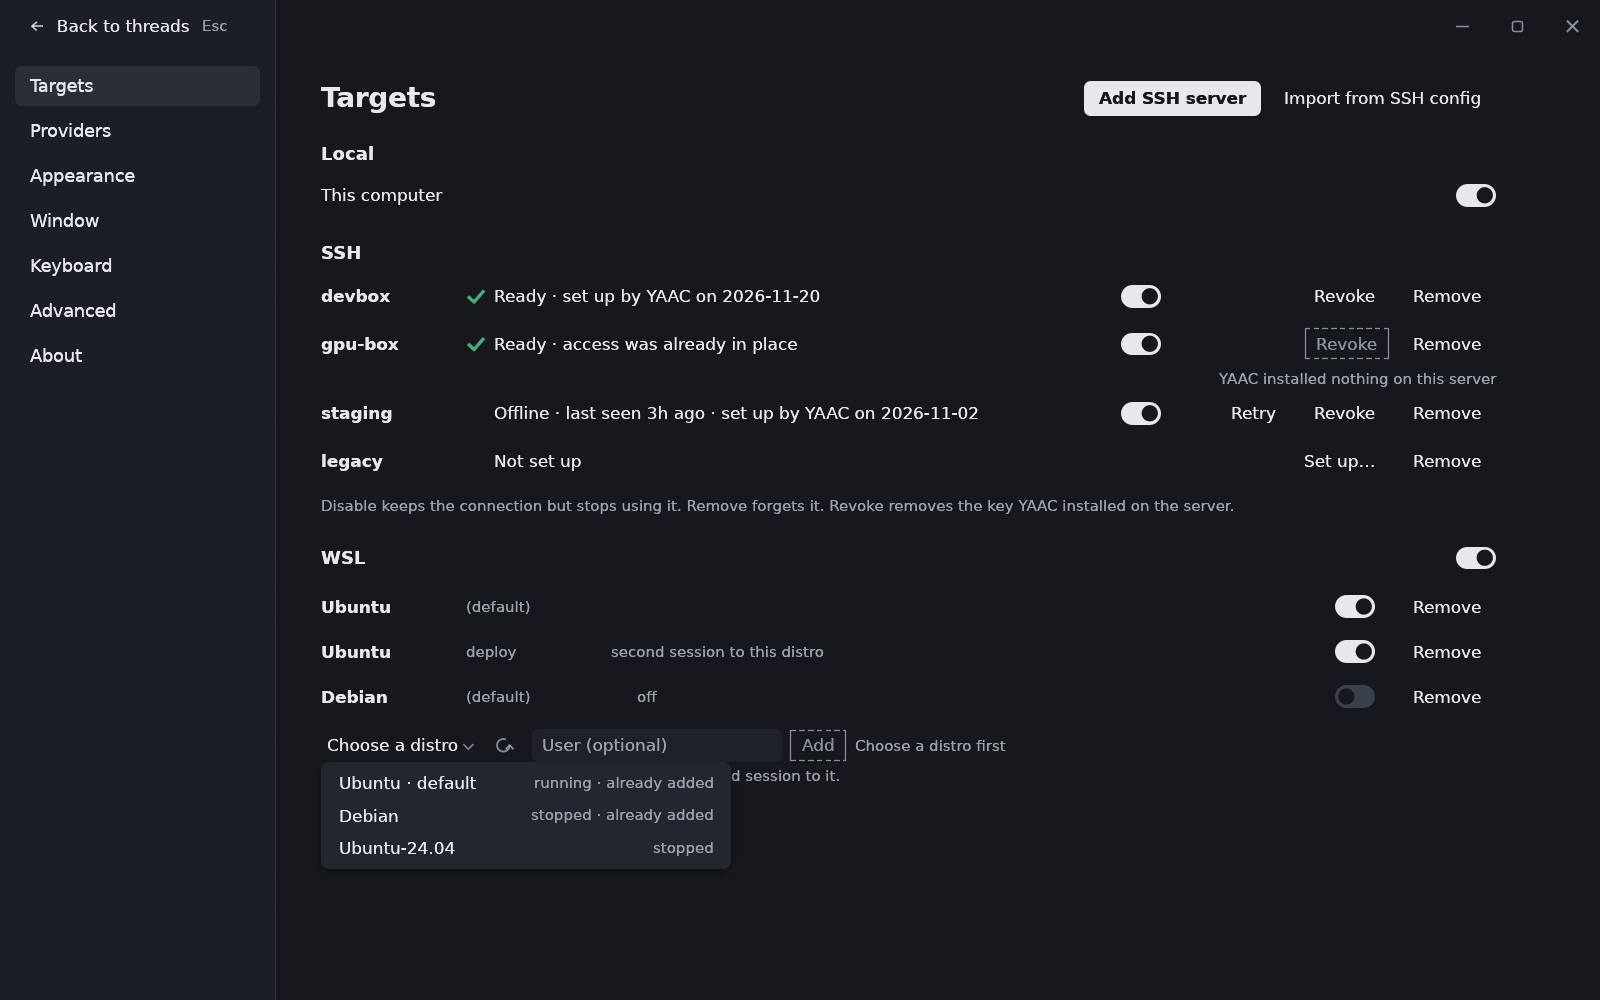 Back to threads Esc
Targets
Providers
Appearance
Window
Keyboard
Advanced
About
Targets
Add SSH server
Import from SSH config
Local
This computer
SSH
devbox Ready · set up by YAAC on 2026-11-20 Revoke Remove
gpu-box Ready · access was already in place Revoke Remove
YAAC installed nothing on this server
staging Offline · last seen 3h ago · set up by YAAC on 2026-11-02 Retry Revoke Remove
legacy Not set up Set up… Remove
Disable keeps the connection but stops using it. Remove forgets it. Revoke removes the key YAAC installed on the server.
WSL
Ubuntu (default) Remove
Ubuntu deploy second session to this distro Remove
Debian (default) off Remove
Choose a distro User (optional) Add Choose a distro first
session to it.
Ubuntu · default running · already added
Debian stopped · already added
Ubuntu-24.04 stopped